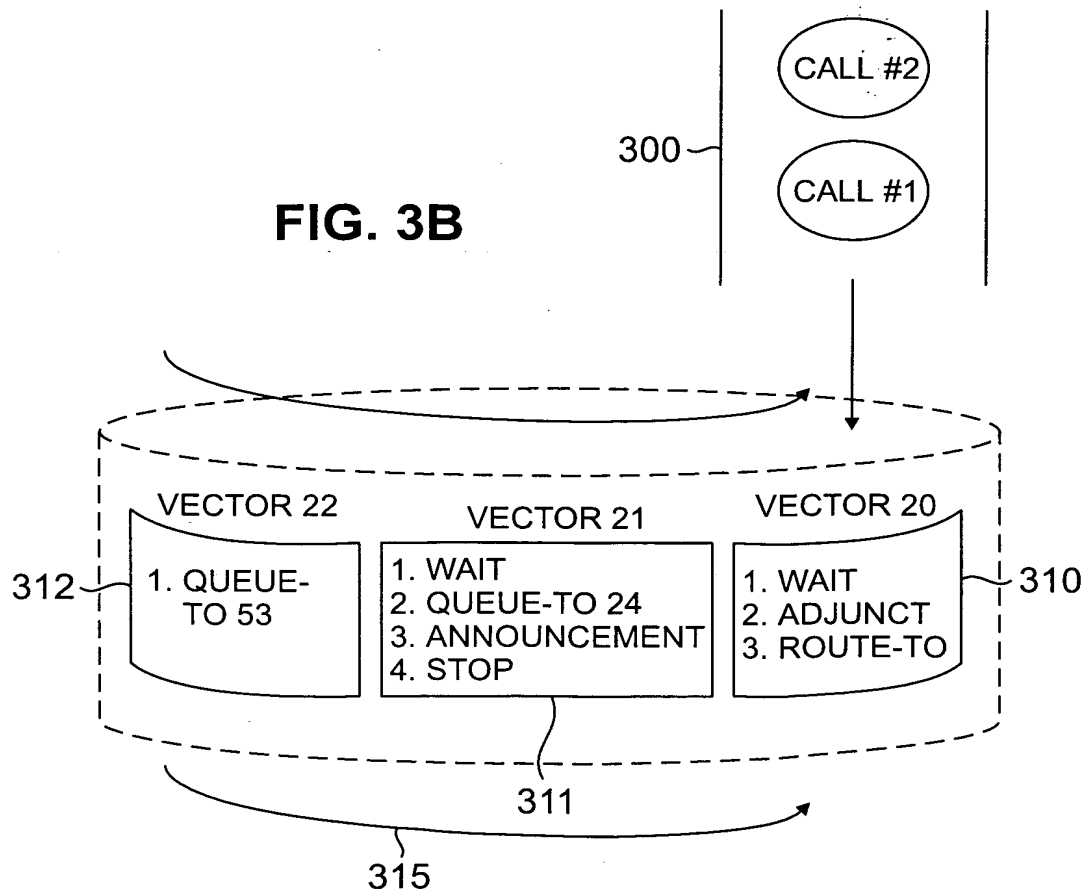 CALL #2
300
CALL #1
FIG. 3B
VECTOR 22
VECTOR 21
VECTOR 20
312
1. QUEUE-
TO 53
1. WAIT
2. QUEUE-TO 24
3. ANNOUNCEMENT
4. STOP
1. WAIT
2. ADJUNCT
3. ROUTE-TO
310
311
315